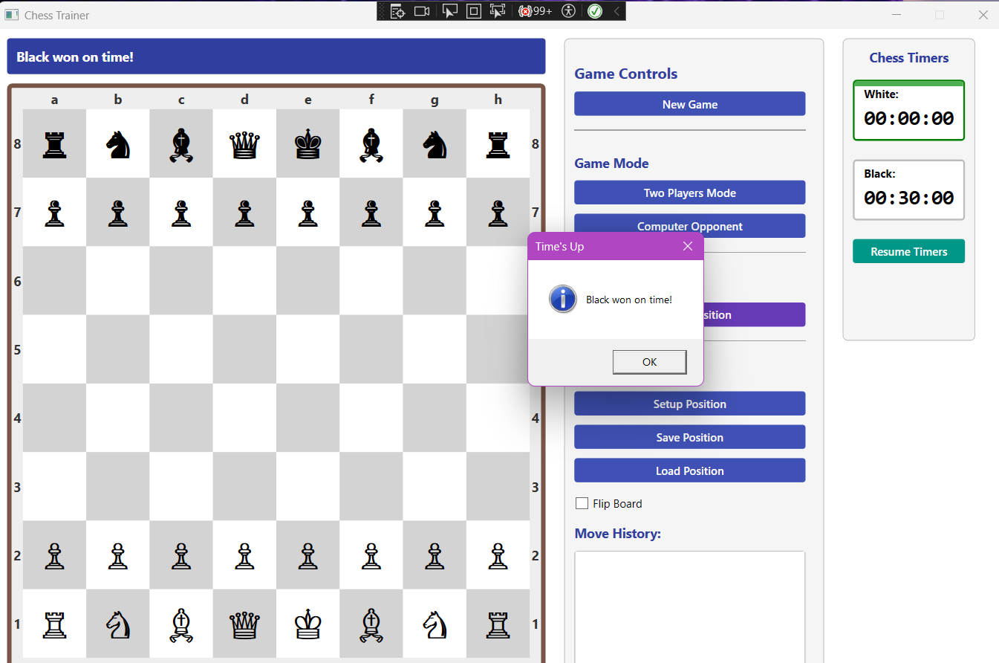 Chess Trainer
99+
Black won on time!
a b c d e f g h
8 8
7 7
6
5
4 4
3 3
2 2
1 1
Game Controls
New Game
Game Mode
Two Players Mode
Computer Opponent
sition
Setup Position
Save Position
Load Position
Flip Board
Move History:
Time's Up
Black won on time!
OK
Chess Timers
White:
00:00:00
Black:
00:30:00
Resume Timers